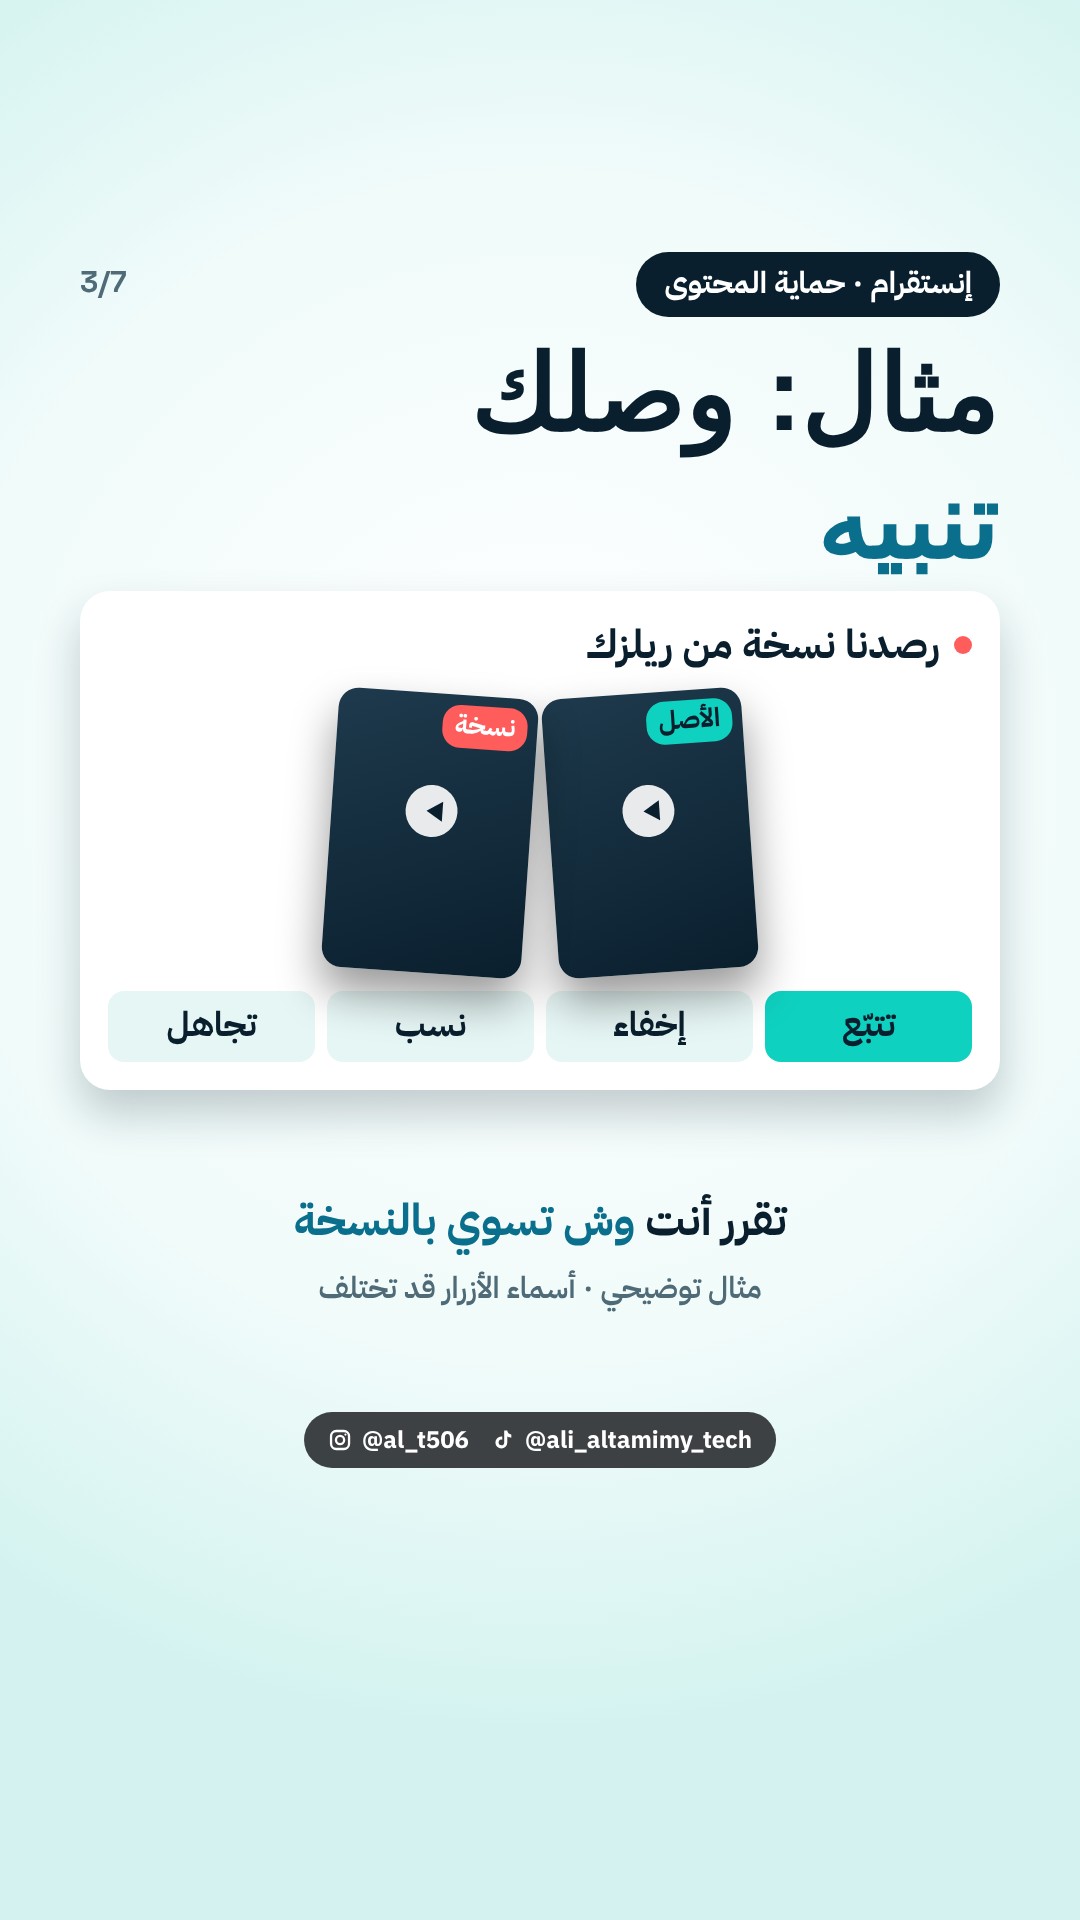 إنستقرام · حماية المحتوى
3/7
مثال: وصلك
تنبيه
رصدنا نسخة من ريلزك
الأصل
نسخة
تتبّع
إخفاء
نسب
تجاهل
تقرر أنت وش تسوي بالنسخة
مثال توضيحي · أسماء الأزرار قد تختلف
@al_t506 @ali_altamimy_tech